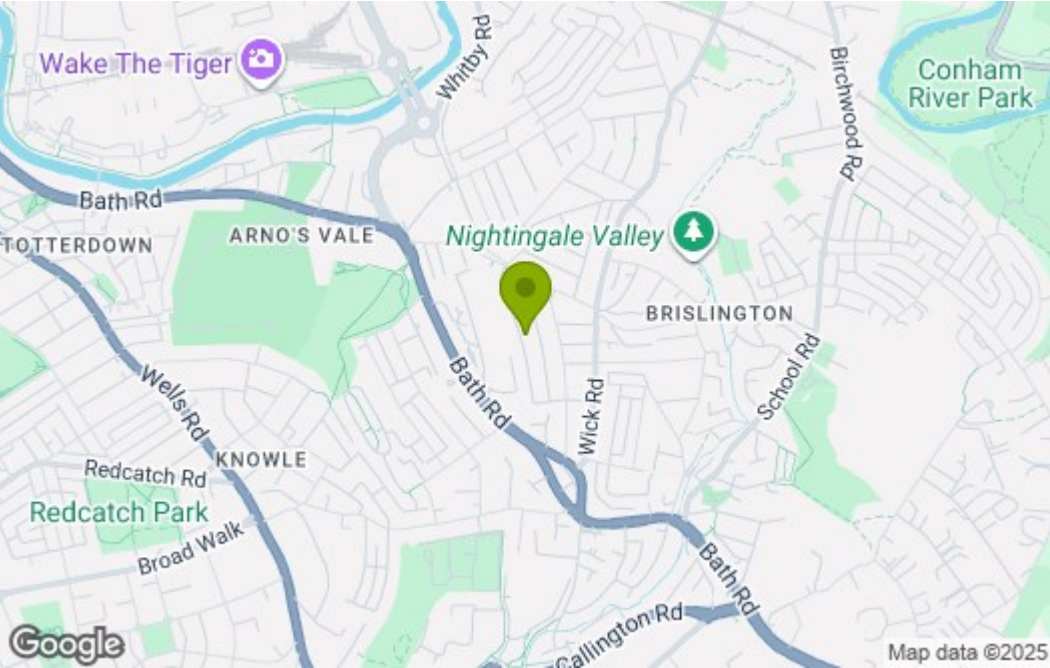 Wake The Tiger
Whitby Rd
Birchwood Rd
Conham
River Park
Bath Rd
TOTTERDOWN
ARNO'S VALE
Nightingale Valley
BRISLINGTON
Wells Rd
Bath Rd
School Rd
Wick Rd
KNOWLE
Redcatch Rd
Redcatch Park
Broad Walk
Bath Rd
Callington Rd
Google
Map data ©2025